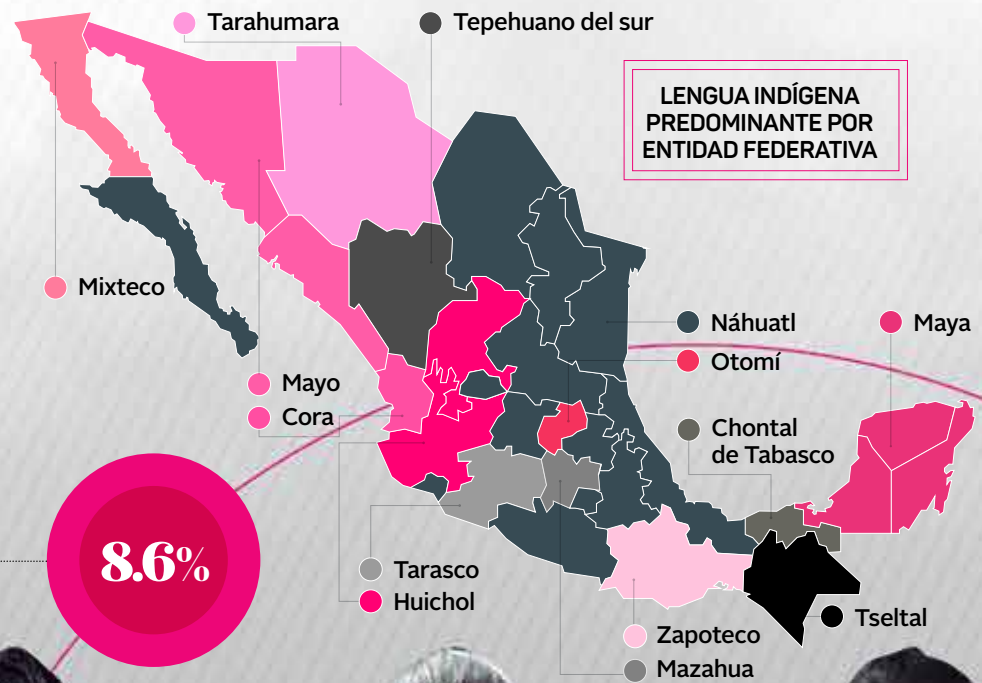 Tarahumara
Tepehuano del sur
LENGUA INDÍGENA
PREDOMINANTE POR
ENTIDAD FEDERATIVA
Mixteco
Náhuatl
Maya
Otomí
Mayo
Cora
Chontal
de Tabasco
8.6%
Tarasco
Huichol
Tseltal
Zapoteco
Mazahua